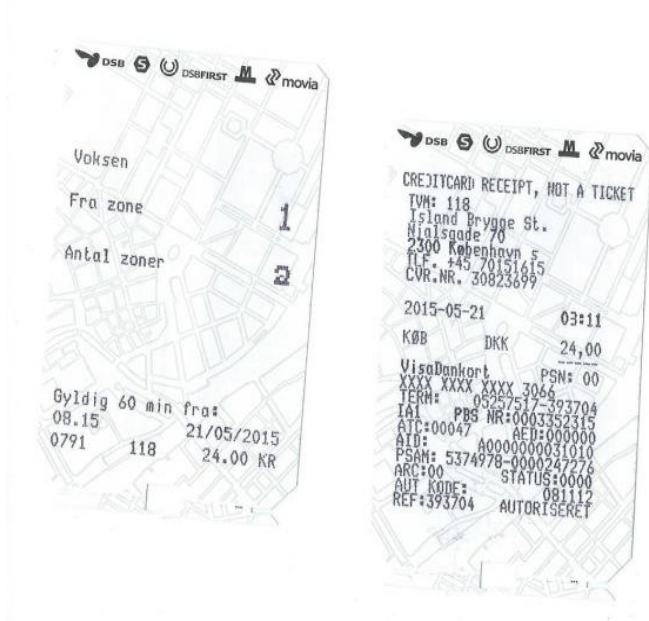 DSB S DSBFIRST M movia
Voksen
Fra zone 1
Antal zoner 2
Gyldig 60 min fra:
08.15 21/05/2015
0791 118 24.00 KR
DSB S DSBFIRST M movia
CREDITCARD RECEIPT, NOT A TICKET
TVM: 118
Island Brygge St.
Njalsgade 70
2300 København s
TLF. +45 70151615
CVR.NR. 30823699
2015-05-21 03:11
KØB DKK 24,00
VisaDankort PSN: 00
XXXX XXXX XXXX 3066
TERM: 05257517-393704
IA1 PBS NR:0003352315
ATC:00047 AED:000000
AID: A0000000031010
PSAM: 5374978-0000247276
ARC:00 STATUS:0000
AUT KODE: 081112
REF:393704 AUTORISERET